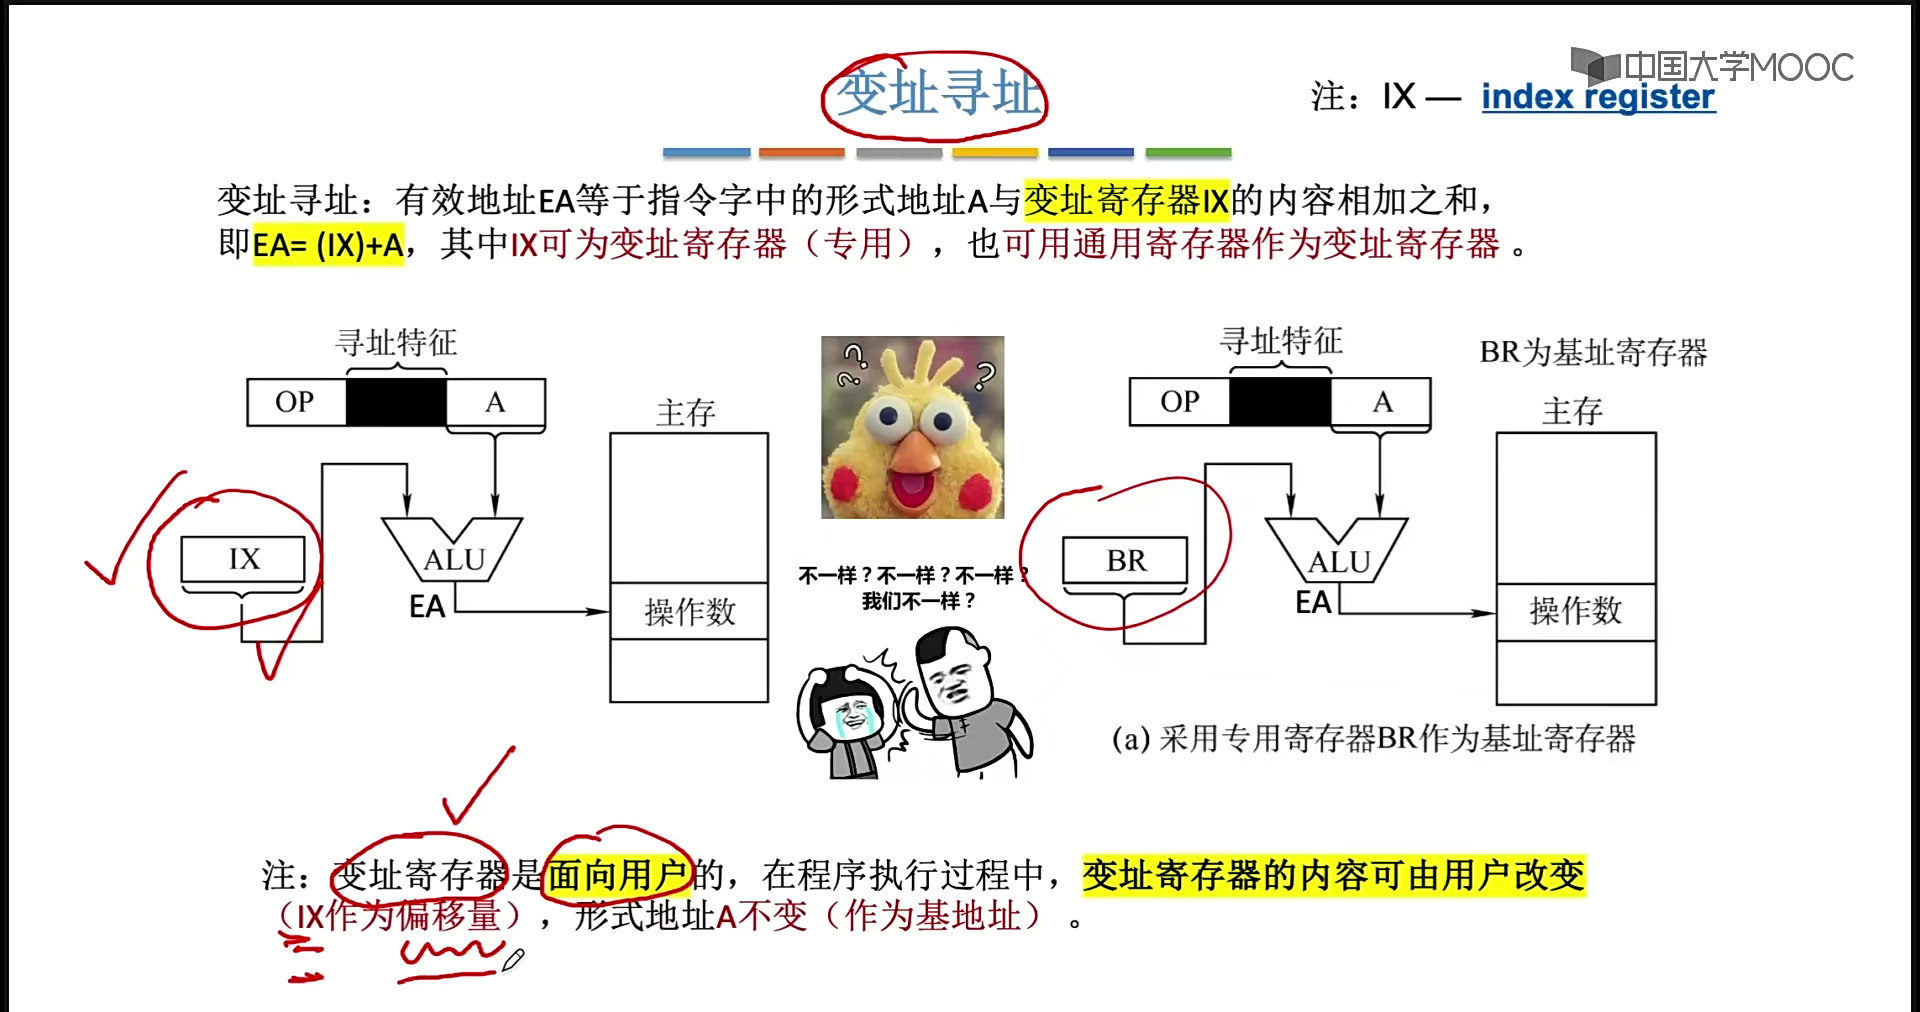 中国大学MOOC
变址寻址
注：IX — index register
变址寻址：有效地址EA等于指令字中的形式地址A与变址寄存器IX的内容相加之和，
即EA= (IX)+A，其中IX可为变址寄存器（专用），也可用通用寄存器作为变址寄存器 。
寻址特征
OP
A
主存
IX
ALU
EA
操作数
? ? ?
不一样？不一样？不一样？
我们不一样？
寻址特征
BR为基址寄存器
OP
A
主存
BR
ALU
EA
操作数
(a) 采用专用寄存器BR作为基址寄存器
注：变址寄存器是面向用户的，在程序执行过程中，变址寄存器的内容可由用户改变
（IX作为偏移量），形式地址A不变（作为基地址） 。